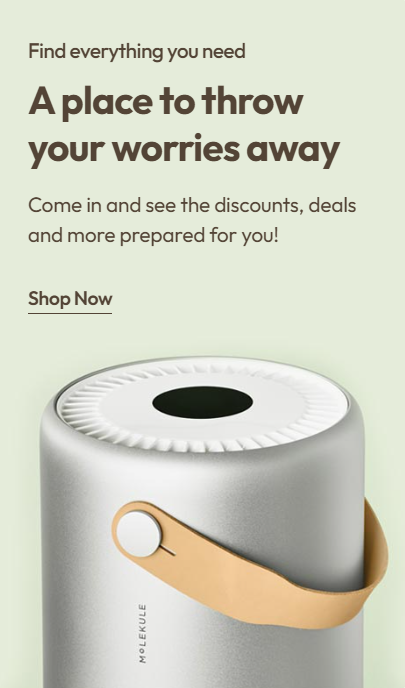 Find everything you need
A place to throw
your worries away
Come in and see the discounts, deals
and more prepared for you!
Shop Now
MOLEKULE